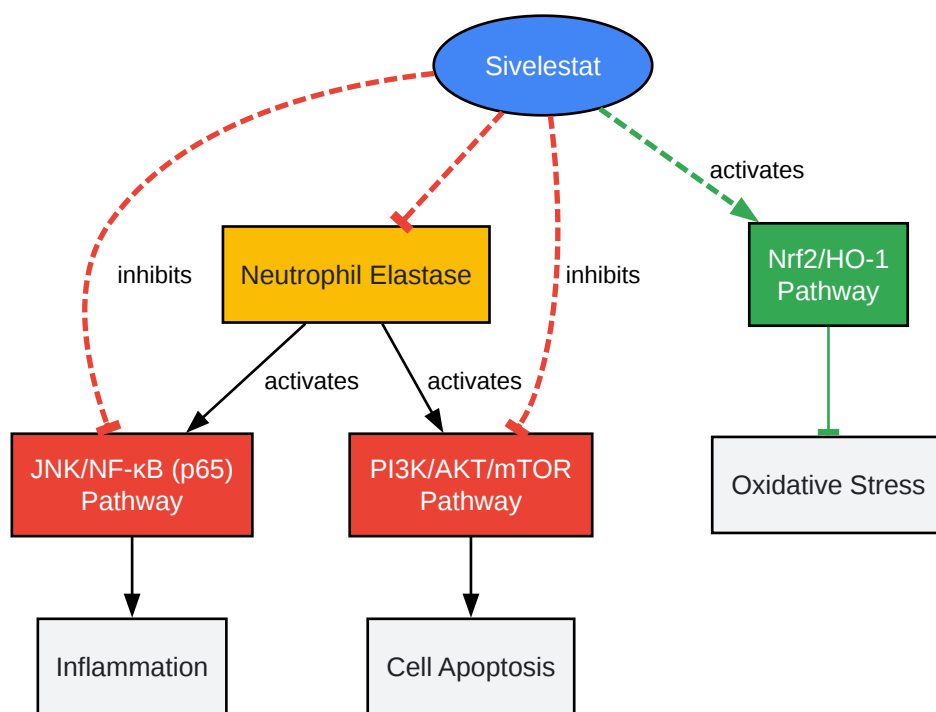 Sivelestat
activates
inhibits
Neutrophil Elastase
inhibits
Nrf2/HO-1
Pathway
activates
activates
JNK/NF-κB (p65)
Pathway
PI3K/AKT/mTOR
Pathway
Oxidative Stress
Inflammation
Cell Apoptosis